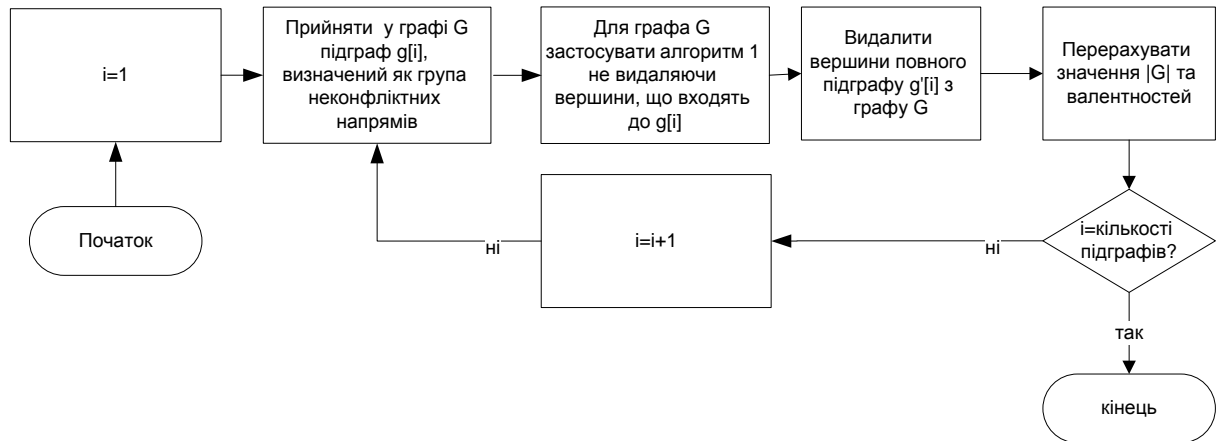 i=1
Прийняти у графі G
підграф g[i],
визначений як група
неконфліктних
напрямів
Для графа G
застосувати алгоритм 1
не видаляючи
вершини, що входять
до g[i]
Видалити
вершини повного
підграфу g'[i] з
графу G
Перерахувати
значення |G| та
валентностей
Початок
ні
i=i+1
ні
i=кількості
підграфів?
так
кінець